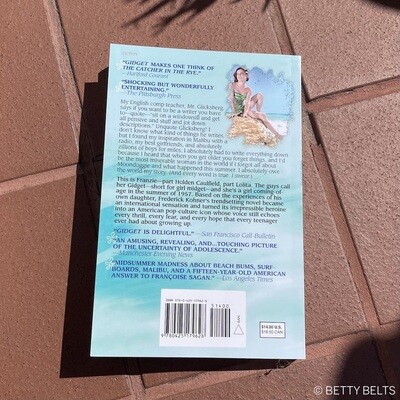 "GIDGET MAKES ONE THINK OF
THE CATCHER IN THE RYE."
—Hartford Courant
"SHOCKING BUT WONDERFULLY
ENTERTAINING."
—The Pittsburgh Press
My English comp teacher, Mr. Glicksberg
says if you want to be a writer you have
to—quote—"sit on a windowsill and get
all pensive and stuff and jot down
descriptions." Unquote Glicksberg! I
don't know what kind of things he writes
but I found my inspiration in Malibu with a
radio, my best girlfriend, and absolutely
zillions of boys for miles. I absolutely had to write everything down
because I heard that when you get older you forget things, and I'd
be the most miserable woman in the world if I forgot all about
Moondoggie and what happened this summer. I absolutely owe
the world my story. (And every word is true. I swear.)
This is Franzie—part Holden Caulfield, part Lolita. The guys call
her Gidget—short for girl midget—and she's a girl coming of
age in the summer of 1957. Based on the experiences of his
own daughter, Frederick Kohner's trendsetting novel became
an international sensation and turned its irrepressible heroine
into an American pop-culture icon whose voice still echoes
every thrill, every fear, and every hope that every teenager
ever had about growing up.
"GIDGET IS DELIGHTFUL."—San Francisco Call-Bulletin
"AN AMUSING, REVEALING, AND...TOUCHING PICTURE
OF THE UNCERTAINTY OF ADOLESCENCE."
—Manchester Evening News
"MIDSUMMER MADNESS ABOUT BEACH BUMS, SURF-
BOARDS, MALIBU, AND A FIFTEEN-YEAR-OLD AMERICAN
ANSWER TO FRANÇOISE SAGAN."—Los Angeles Times
51400
9780425179628
$14.00 U.S.
© BETTY BELTS